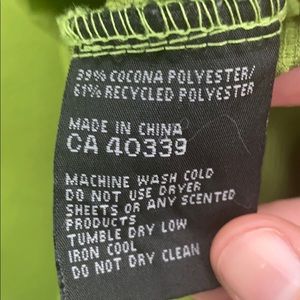 39% COCONA POLYESTER/
61% RECYCLED POLYESTER
MADE IN CHINA
CA 40339
MACHINE WASH COLD
DO NOT USE DRYER
SHEETS OR ANY SCENTED
PRODUCTS
TUMBLE DRY LOW
IRON COOL
DO NOT DRY CLEAN